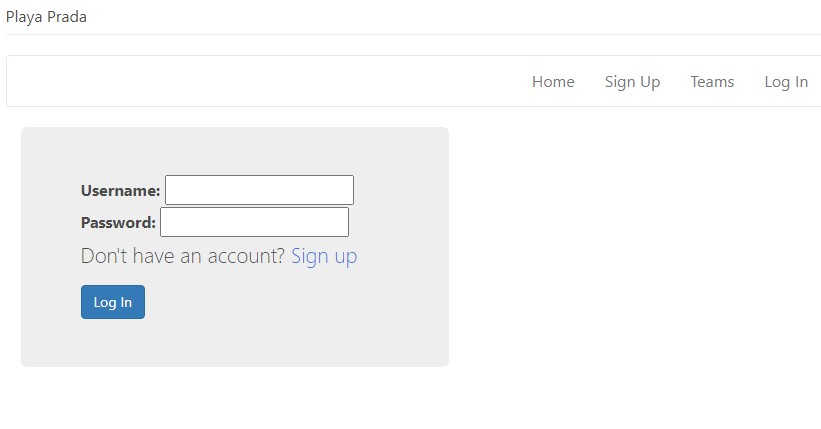 Playa Prada
Home Sign Up Teams Log In
Username:
Password:
Don't have an account? Sign up
Log In